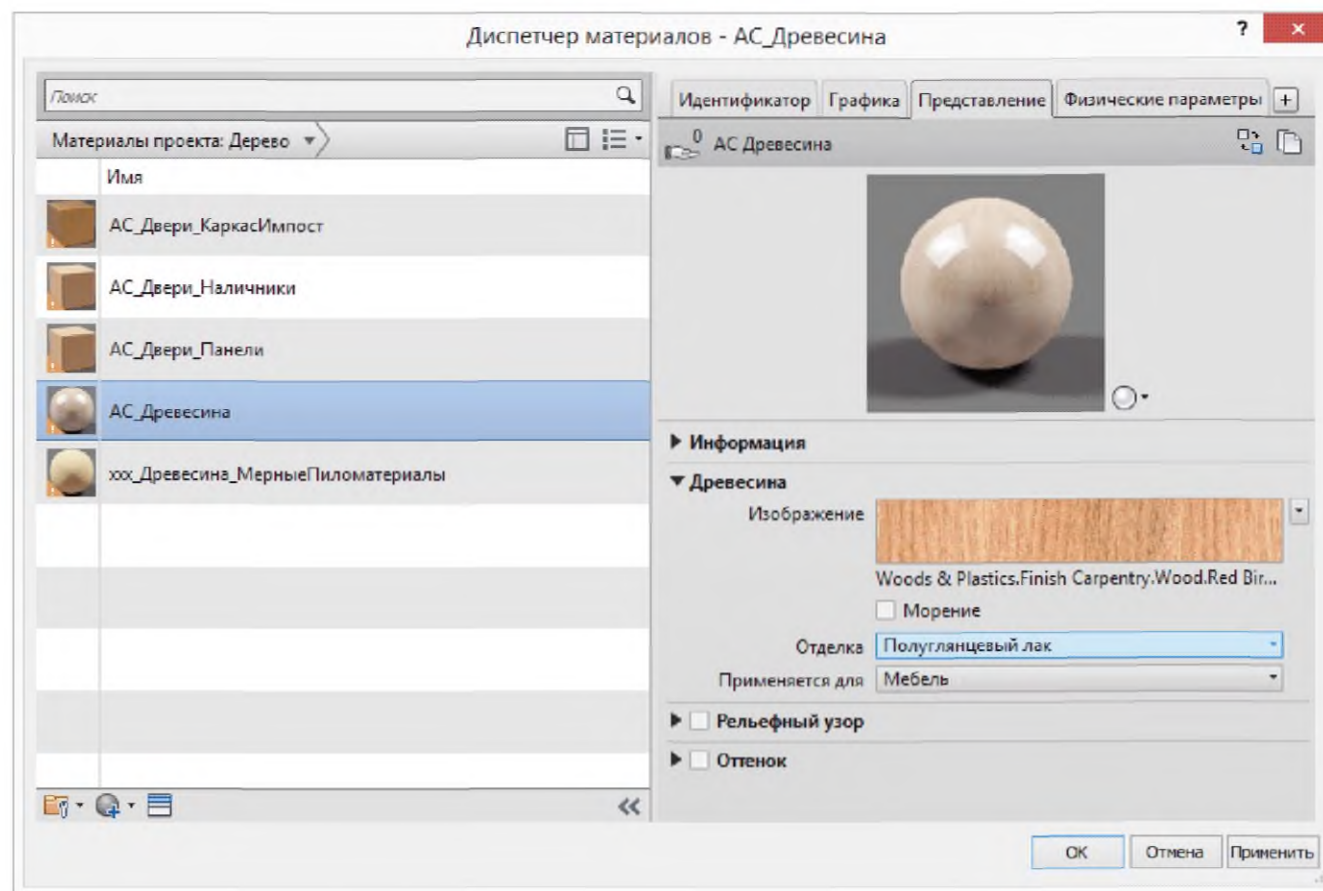 Диспетчер материалов - АС_Древесина
?
Поиск
Материалы проекта: Дерево
Имя
АС_Двери_КаркасИмпост
АС_Двери_Наличники
АС_Двери_Панели
АС_Древесина
xxx_Древесина_МерныеПиломатериалы
Идентификатор Графика Представление Физические параметры +
0 АС Древесина
Информация
Древесина
Изображение
Woods & Plastics.Finish Carpentry.Wood.Red Bir...
Морение
Отделка Полуглянцевый лак
Применяется для Мебель
Рельефный узор
Оттенок
ОК Отмена Применить